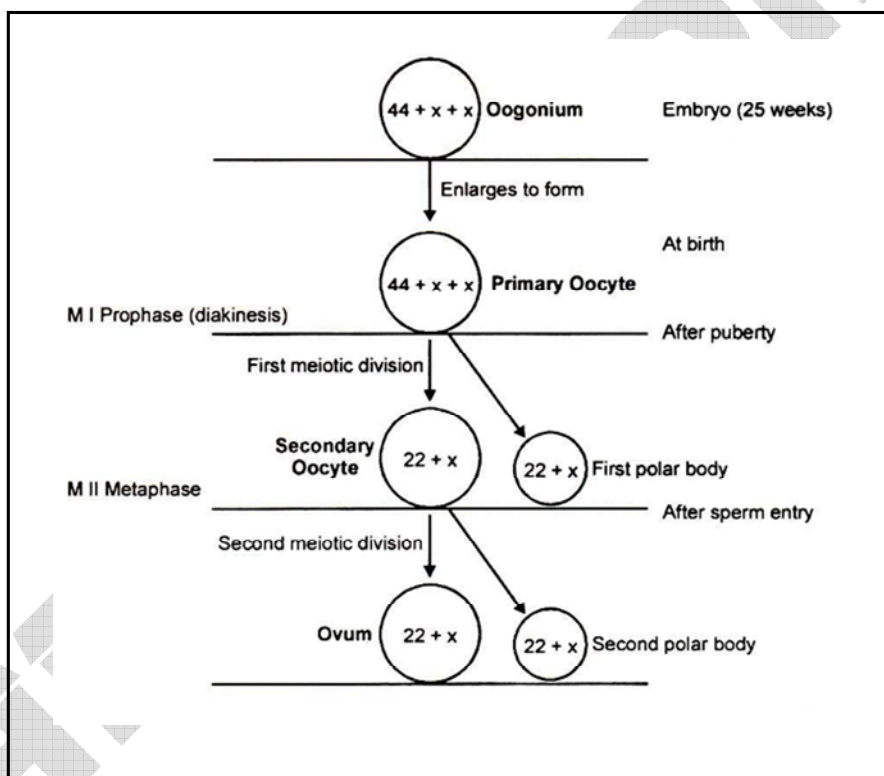 44 + x + x Oogonium Embryo (25 weeks)
Enlarges to form
At birth
44 + x + x Primary Oocyte
M I Prophase (diakinesis)
After puberty
First meiotic division
Secondary
Oocyte
22 + x 22 + x First polar body
M II Metaphase
After sperm entry
Second meiotic division
Ovum 22 + x 22 + x Second polar body